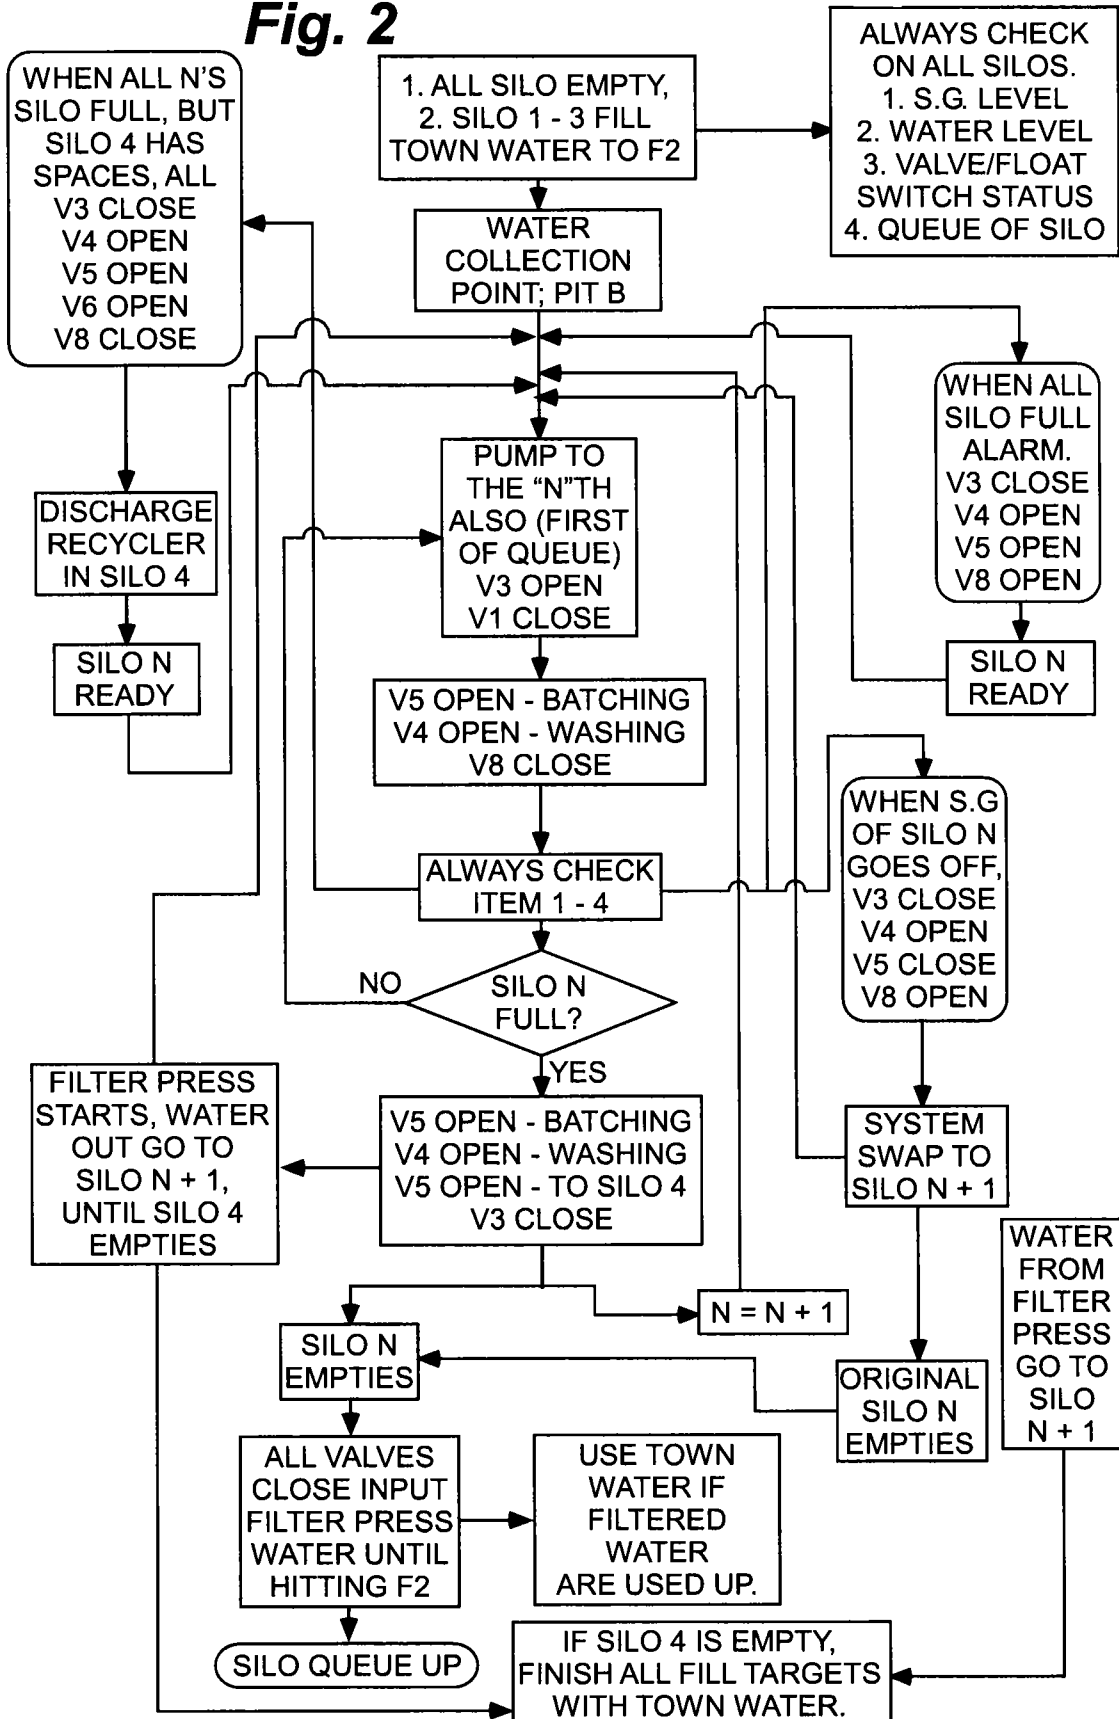 Fig. 2
WHEN ALL N'S
SILO FULL, BUT
SILO 4 HAS
SPACES, ALL
V3 CLOSE
V4 OPEN
V5 OPEN
V6 OPEN
V8 CLOSE
1. ALL SILO EMPTY,
2. SILO 1 - 3 FILL
TOWN WATER TO F2
ALWAYS CHECK
ON ALL SILOS.
1. S.G. LEVEL
2. WATER LEVEL
3. VALVE/FLOAT
SWITCH STATUS
4. QUEUE OF SILO
WATER
COLLECTION
POINT; PIT B
WHEN ALL
SILO FULL
ALARM.
V3 CLOSE
V4 OPEN
V5 OPEN
V8 OPEN
PUMP TO
THE “N”TH
ALSO (FIRST
OF QUEUE)
V3 OPEN
V1 CLOSE
DISCHARGE
RECYCLER
IN SILO 4
SILO N
READY
SILO N
READY
V5 OPEN - BATCHING
V4 OPEN - WASHING
V8 CLOSE
WHEN S.G
OF SILO N
GOES OFF,
V3 CLOSE
V4 OPEN
V5 CLOSE
V8 OPEN
ALWAYS CHECK
ITEM 1 - 4
NO
SILO N
FULL?
YES
FILTER PRESS
STARTS, WATER
OUT GO TO
SILO N + 1,
UNTIL SILO 4
EMPTIES
V5 OPEN - BATCHING
V4 OPEN - WASHING
V5 OPEN - TO SILO 4
V3 CLOSE
SYSTEM
SWAP TO
SILO N + 1
WATER
FROM
FILTER
PRESS
GO TO
SILO
N + 1
N = N + 1
SILO N
EMPTIES
ORIGINAL
SILO N
EMPTIES
ALL VALVES
CLOSE INPUT
FILTER PRESS
WATER UNTIL
HITTING F2
USE TOWN
WATER IF
FILTERED
WATER
ARE USED UP.
SILO QUEUE UP
IF SILO 4 IS EMPTY,
FINISH ALL FILL TARGETS
WITH TOWN WATER.